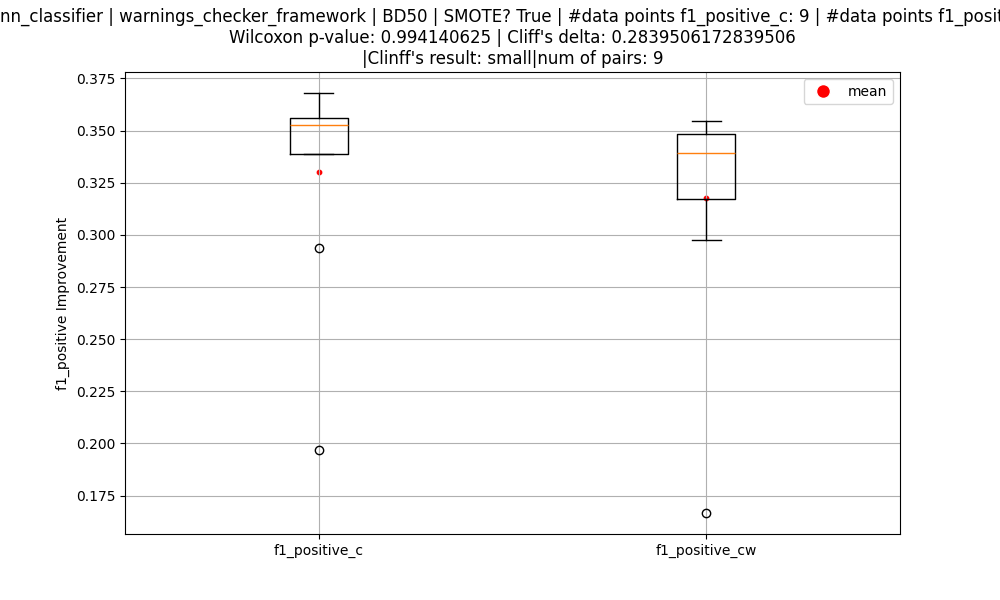 nn_classifier | warnings_checker_framework | BD50 | SMOTE? True | #data points f1_positive_c: 9 | #data points f1_posit
Wilcoxon p-value: 0.994140625 | Cliff's delta: 0.2839506172839506
|Clinff's result: small|num of pairs: 9
mean
f1_positive Improvement
0.375
0.350
0.325
0.300
0.275
0.250
0.225
0.200
0.175
f1_positive_c
f1_positive_cw